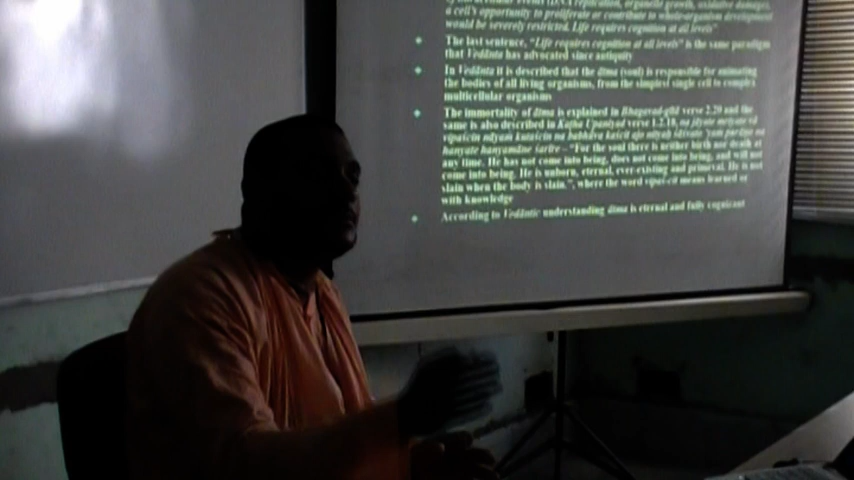 a cell's opportunity to proliferate or contribute to whole-organism development
would be severely restricted. Life requires cognition at all levels"
The last sentence, "Life requires cognition at all levels" is the same paradigm
that Vedānta has advocated since antiquity
In Vedānta it is described that the ātma (soul) is responsible for animating
the bodies of all living organisms, from the simplest single cell to complex
multicellular organisms
The immortality of ātma is explained in Bhagavad-gītā verse 2.20 and the
same is also described in Katha Upaniṣad verse 1.2.18, na jāyate mriyate vā
hanyate hanyamāne śarīre – "For the soul there is neither birth nor death at
any time. He has not come into being, does not come into being, and will not
come into being. He is unborn, eternal, ever-existing and primeval. He is not
slain when the body is slain.", where the word vipaś-cit means learned or
with knowledge
According to Vedāntic understanding ātma is eternal and fully cognizant